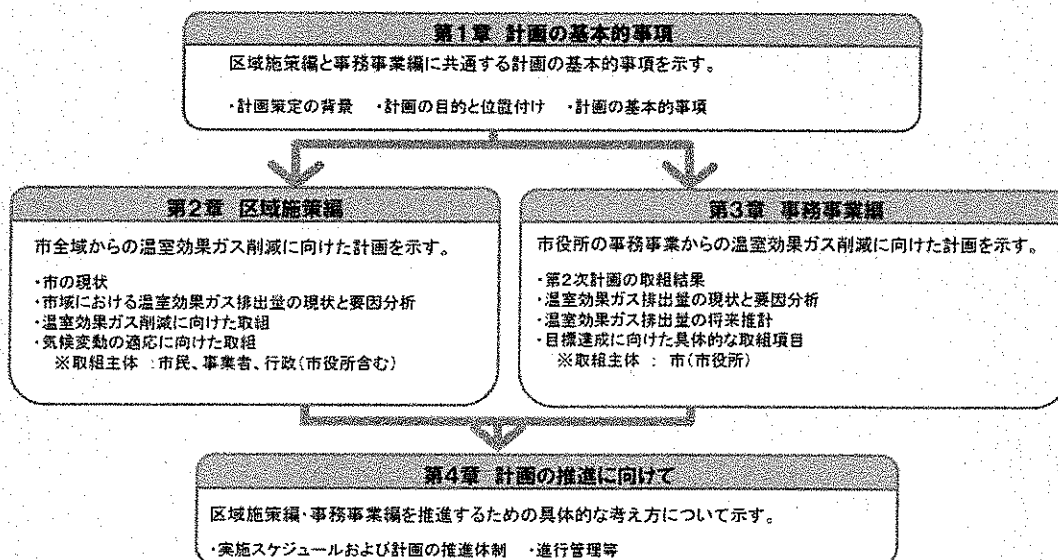 第1章 計画の基本的事項
区域施策編と事務事業編に共通する計画の基本的事項を示す。
・計画策定の背景 ・計画の目的と位置付け ・計画の基本的事項
第2章 区域施策編
市全域からの温室効果ガス削減に向けた計画を示す。
・市の現状
・市域における温室効果ガス排出量の現状と要因分析
・温室効果ガス削減に向けた取組
・気候変動の適応に向けた取組
※取組主体 :市民、事業者、行政(市役所含む)
第3章 事務事業編
市役所の事務事業からの温室効果ガス削減に向けた計画を示す。
・第2次計画の取組結果
・温室効果ガス排出量の現状と要因分析
・温室効果ガス排出量の将来推計
・目標達成に向けた具体的な取組項目
※取組主体 : 市(市役所)
第4章 計画の推進に向けて
区域施策編・事務事業編を推進するための具体的な考え方について示す。
・実施スケジュールおよび計画の推進体制 ・進行管理等